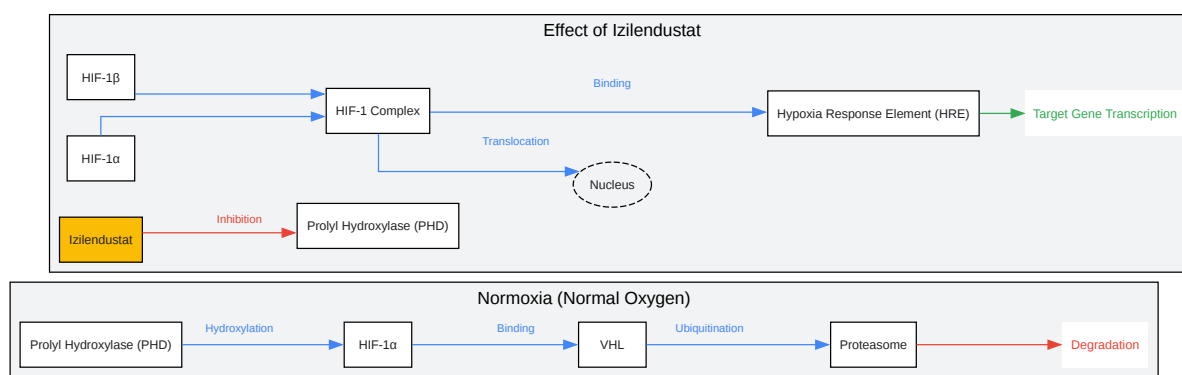 Effect of Izilendustat
HIF-1β
HIF-1α
HIF-1 Complex
Binding
Hypoxia Response Element (HRE)
Target Gene Transcription
Translocation
Nucleus
Izilendustat
Inhibition
Prolyl Hydroxylase (PHD)
Normoxia (Normal Oxygen)
Prolyl Hydroxylase (PHD)
Hydroxylation
HIF-1α
Binding
VHL
Ubiquitination
Proteasome
Degradation